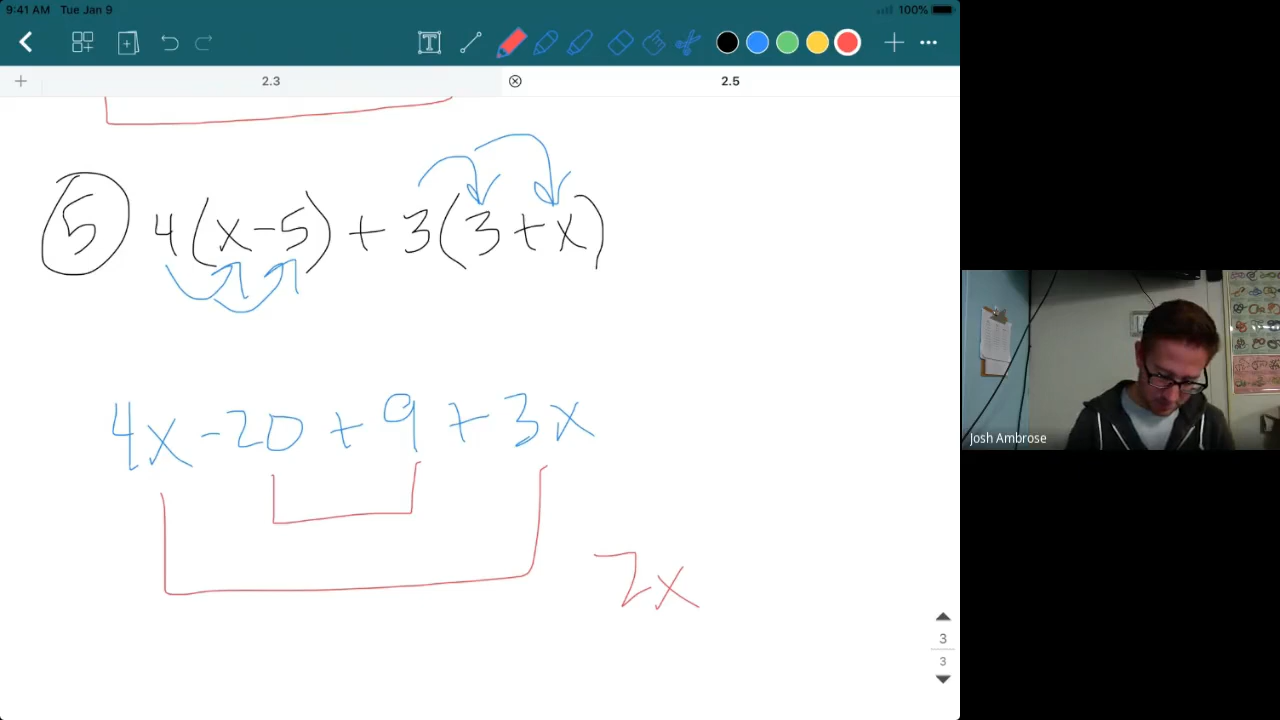 9:41 AM Tue Jan 9
100%
T
2.3
2.5
5 4(x-5) + 3(3+x)
4x - 20 + 9 + 3x
7x
3
3
Josh Ambrose